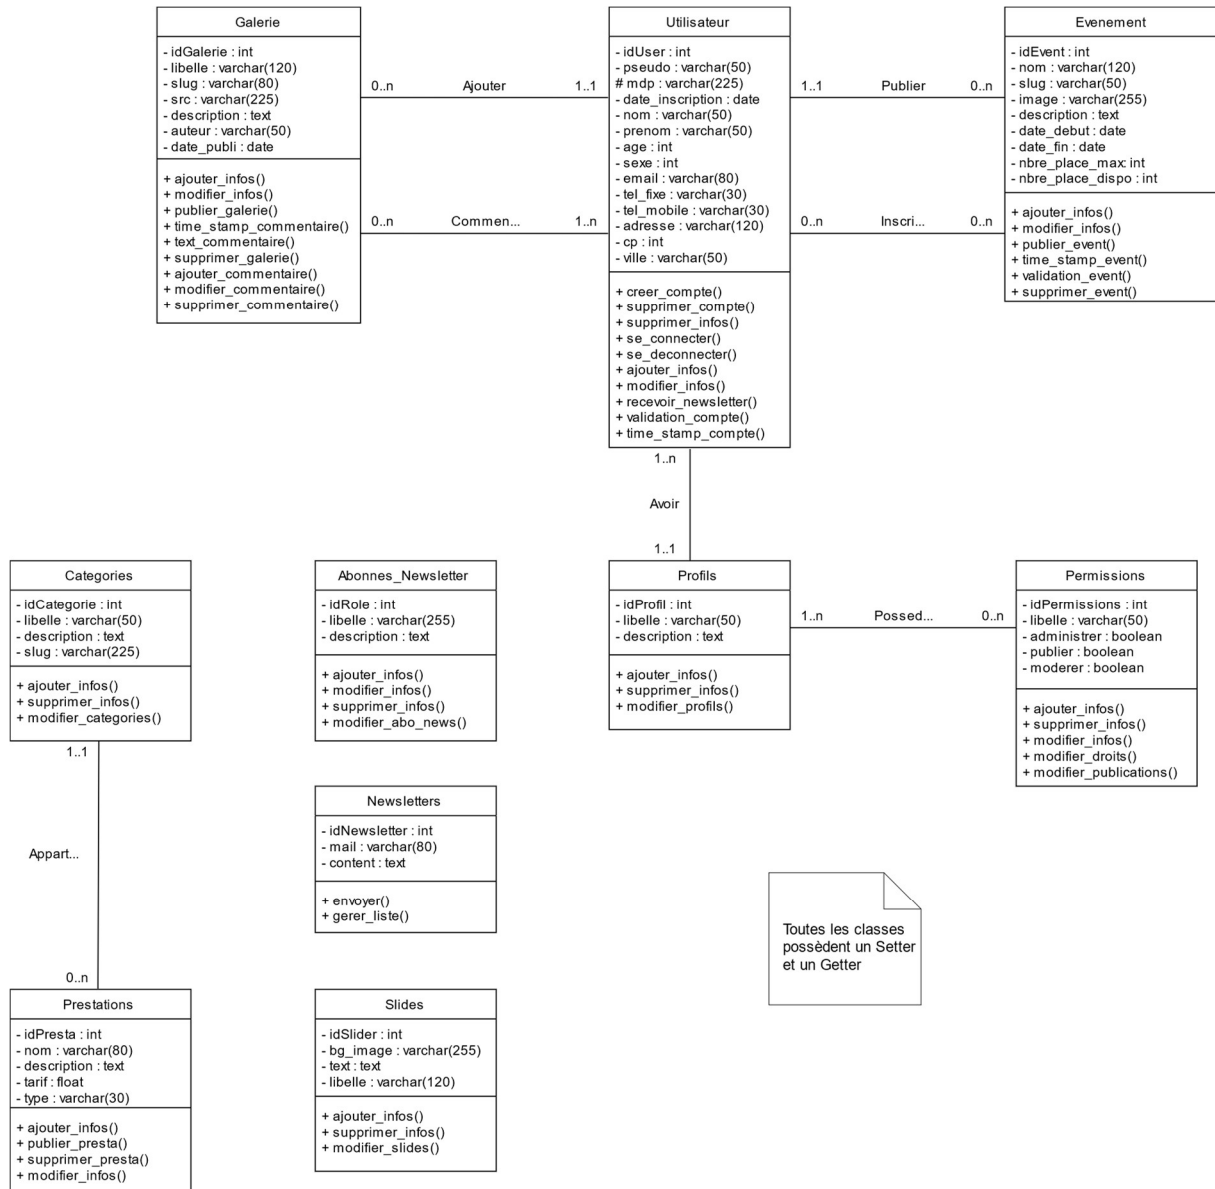 Galerie
- idGalerie : int
- libelle : varchar(120)
- slug : varchar(80)
- src : varchar(225)
- description : text
- auteur : varchar(50)
- date_publi : date
+ ajouter_infos()
+ modifier_infos()
+ publier_galerie()
+ time_stamp_commentaire()
+ text_commentaire()
+ supprimer_galerie()
+ ajouter_commentaire()
+ modifier_commentaire()
+ supprimer_commentaire()
0..n Ajouter 1..1
0..n Commen... 1..n
Utilisateur
- idUser : int
- pseudo : varchar(50)
# mdp : varchar(225)
- date_inscription : date
- nom : varchar(50)
- prenom : varchar(50)
- age : int
- sexe : int
- email : varchar(80)
- tel_fixe : varchar(30)
- tel_mobile : varchar(30)
- adresse : varchar(120)
- cp : int
- ville : varchar(50)
+ creer_compte()
+ supprimer_compte()
+ supprimer_infos()
+ se_connecter()
+ se_deconnecter()
+ ajouter_infos()
+ modifier_infos()
+ recevoir_newsletter()
+ validation_compte()
+ time_stamp_compte()
1..1 Publier 0..n
0..n Inscri... 0..n
Evenement
- idEvent : int
- nom : varchar(120)
- slug : varchar(50)
- image : varchar(255)
- description : text
- date_debut : date
- date_fin : date
- nbre_place_max: int
- nbre_place_dispo : int
+ ajouter_infos()
+ modifier_infos()
+ publier_event()
+ time_stamp_event()
+ validation_event()
+ supprimer_event()
1..n
Avoir
1..1
Categories
- idCategorie : int
- libelle : varchar(50)
- description : text
- slug : varchar(225)
+ ajouter_infos()
+ supprimer_infos()
+ modifier_categories()
Abonnes_Newsletter
- idRole : int
- libelle : varchar(255)
- description : text
+ ajouter_infos()
+ modifier_infos()
+ supprimer_infos()
+ modifier_abo_news()
Profils
- idProfil : int
- libelle : varchar(50)
- description : text
+ ajouter_infos()
+ supprimer_infos()
+ modifier_profils()
1..n Possed... 0..n
Permissions
- idPermissions : int
- libelle : varchar(50)
- administrer : boolean
- publier : boolean
- moderer : boolean
+ ajouter_infos()
+ supprimer_infos()
+ modifier_infos()
+ modifier_droits()
+ modifier_publications()
1..1
Appart...
0..n
Newsletters
- idNewsletter : int
- mail : varchar(80)
- content : text
+ envoyer()
+ gerer_liste()
Toutes les classes
possèdent un Setter
et un Getter
Prestations
- idPresta : int
- nom : varchar(80)
- description : text
- tarif : float
- type : varchar(30)
+ ajouter_infos()
+ publier_presta()
+ supprimer_presta()
+ modifier_infos()
Slides
- idSlider : int
- bg_image : varchar(255)
- text : text
- libelle : varchar(120)
+ ajouter_infos()
+ supprimer_infos()
+ modifier_slides()